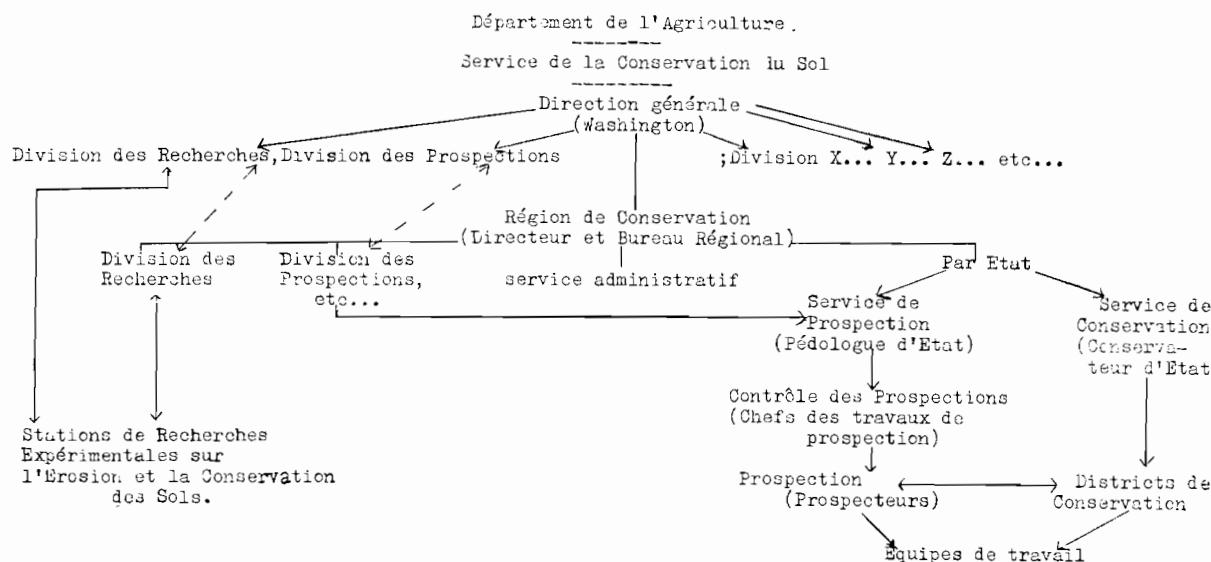 Département de l'Agriculture.
Service de la Conservation du Sol
Direction générale
(Washington)
Division des Recherches, Division des Prospections ;Division X... Y... Z... etc...
Région de Conservation
(Directeur et Bureau Régional)
Division des
Recherches
Division des
Prospections,
etc...
service administratif
Par Etat
Service de
Prospection
(Pédologue d'Etat)
Service de
Conservation
(Conserva-
teur d'Etat
Contrôle des Prospections
(Chefs des travaux de
prospection)
Stations de Recherches
Expérimentales sur
l'Erosion et la Conservation
des Sols.
Prospection
(Prospecteurs)
Districts de
Conservation
Equipes de travail